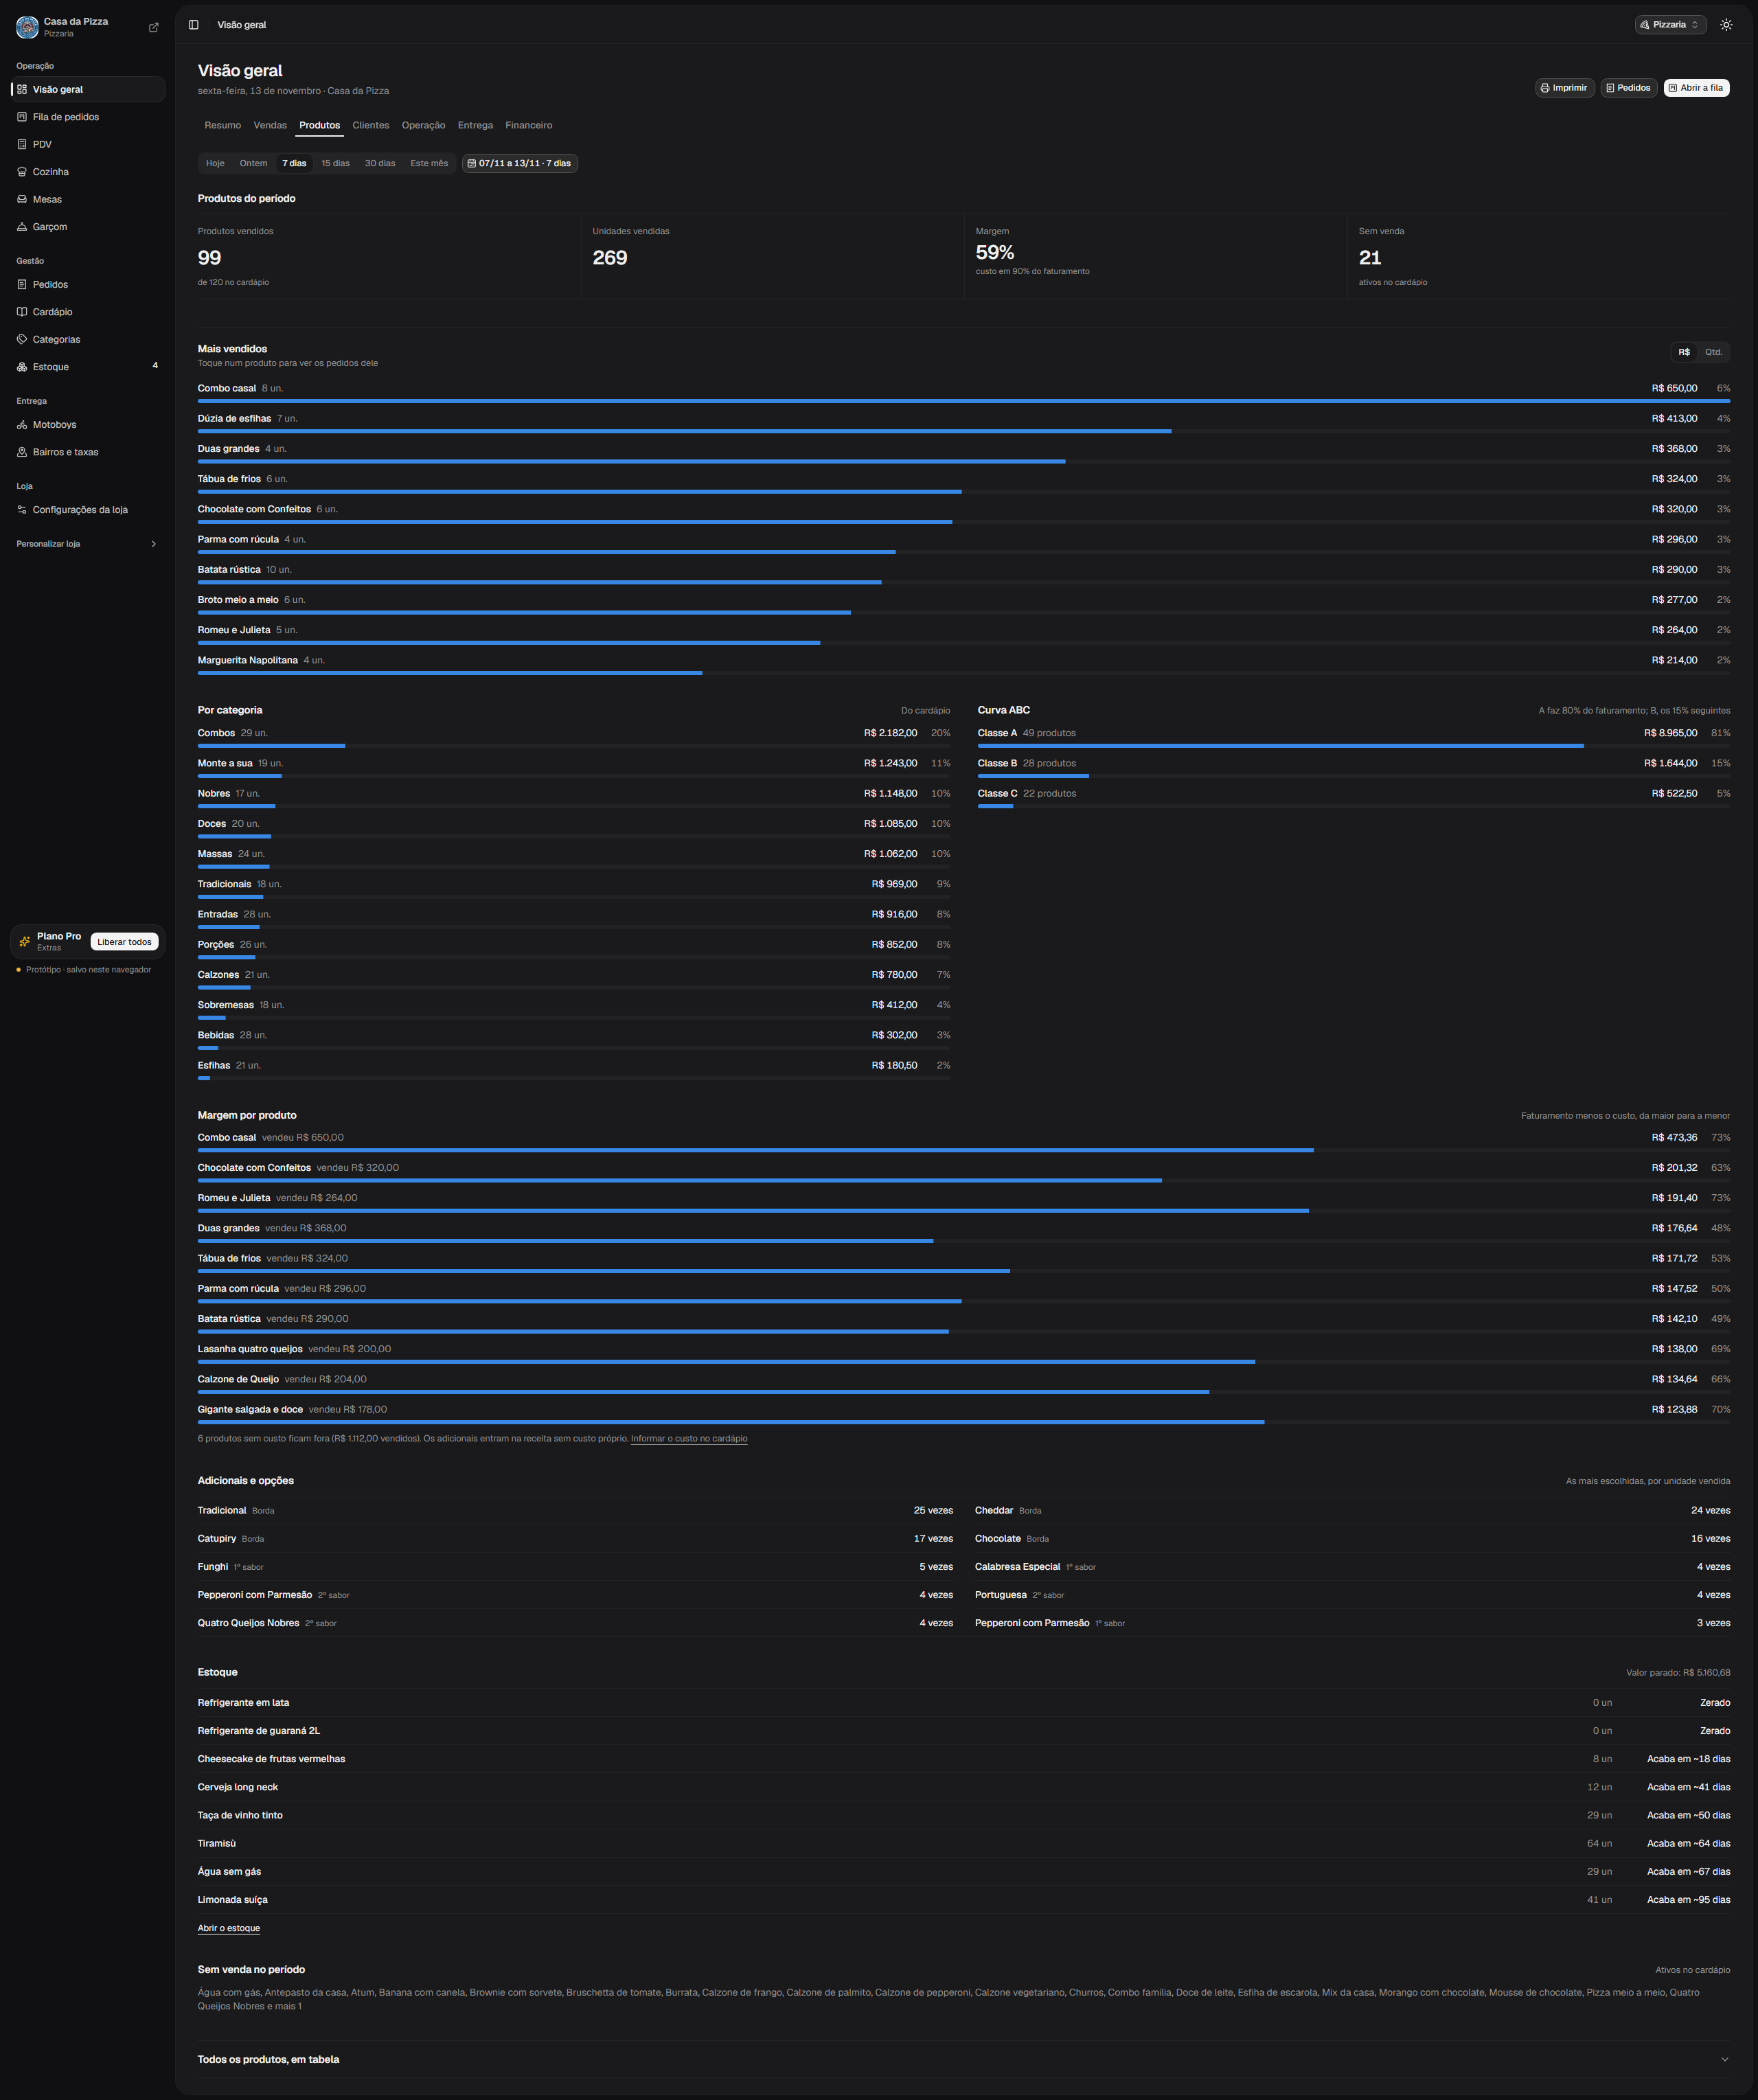 Casa da Pizza
Pizzaria
Operação
Visão geral
Fila de pedidos
PDV
Cozinha
Mesas
Garçom
Gestão
Pedidos
Cardápio
Categorias
Estoque 4
Entrega
Motoboys
Bairros e taxas
Loja
Configurações da loja
Personalizar loja
Plano Pro
Extras
Liberar todos
Protótipo · salvo neste navegador
Visão geral
Pizzaria
Visão geral
sexta-feira, 13 de novembro · Casa da Pizza
Imprimir Pedidos Abrir a fila
Resumo Vendas Produtos Clientes Operação Entrega Financeiro
Hoje Ontem 7 dias 15 dias 30 dias Este mês 07/11 a 13/11 · 7 dias
Produtos do período
Produtos vendidos
99
de 120 no cardápio
Unidades vendidas
269
Margem
59%
custo em 90% do faturamento
Sem venda
21
ativos no cardápio
Mais vendidos
Toque num produto para ver os pedidos dele
R$ Qtd.
Combo casal 8 un. R$ 650,00 6%
Dúzia de esfihas 7 un. R$ 413,00 4%
Duas grandes 4 un. R$ 368,00 3%
Tábua de frios 6 un. R$ 324,00 3%
Chocolate com Confeitos 6 un. R$ 320,00 3%
Parma com rúcula 4 un. R$ 296,00 3%
Batata rústica 10 un. R$ 290,00 3%
Broto meio a meio 6 un. R$ 277,00 2%
Romeu e Julieta 5 un. R$ 264,00 2%
Marguerita Napolitana 4 un. R$ 214,00 2%
Por categoria Do cardápio
Combos 29 un. R$ 2.182,00 20%
Monte a sua 19 un. R$ 1.243,00 11%
Nobres 17 un. R$ 1.148,00 10%
Doces 20 un. R$ 1.085,00 10%
Massas 24 un. R$ 1.062,00 10%
Tradicionais 18 un. R$ 969,00 9%
Entradas 28 un. R$ 916,00 8%
Porções 26 un. R$ 852,00 8%
Calzones 21 un. R$ 780,00 7%
Sobremesas 18 un. R$ 412,00 4%
Bebidas 28 un. R$ 302,00 3%
Esfihas 21 un. R$ 180,50 2%
Curva ABC A faz 80% do faturamento; B, os 15% seguintes
Classe A 49 produtos R$ 8.965,00 81%
Classe B 28 produtos R$ 1.644,00 15%
Classe C 22 produtos R$ 522,50 5%
Margem por produto Faturamento menos o custo, da maior para a menor
Combo casal vendeu R$ 650,00 R$ 473,36 73%
Chocolate com Confeitos vendeu R$ 320,00 R$ 201,32 63%
Romeu e Julieta vendeu R$ 264,00 R$ 191,40 73%
Duas grandes vendeu R$ 368,00 R$ 176,64 48%
Tábua de frios vendeu R$ 324,00 R$ 171,72 53%
Parma com rúcula vendeu R$ 296,00 R$ 147,52 50%
Batata rústica vendeu R$ 290,00 R$ 142,10 49%
Lasanha quatro queijos vendeu R$ 200,00 R$ 138,00 69%
Calzone de Queijo vendeu R$ 204,00 R$ 134,64 66%
Gigante salgada e doce vendeu R$ 178,00 R$ 123,88 70%
6 produtos sem custo ficam fora (R$ 1.112,00 vendidos). Os adicionais entram na receita sem custo próprio. Informar o custo no cardápio
Adicionais e opções As mais escolhidas, por unidade vendida
Tradicional Borda 25 vezes Cheddar Borda 24 vezes
Catupiry Borda 17 vezes Chocolate Borda 16 vezes
Funghi 1º sabor 5 vezes Calabresa Especial 1º sabor 4 vezes
Pepperoni com Parmesão 2º sabor 4 vezes Portuguesa 2º sabor 4 vezes
Quatro Queijos Nobres 2º sabor 4 vezes Pepperoni com Parmesão 1º sabor 3 vezes
Estoque Valor parado: R$ 5.160,68
Refrigerante em lata 0 un Zerado
Refrigerante de guaraná 2L 0 un Zerado
Cheesecake de frutas vermelhas 8 un Acaba em ~18 dias
Cerveja long neck 12 un Acaba em ~41 dias
Taça de vinho tinto 29 un Acaba em ~50 dias
Tiramisù 64 un Acaba em ~64 dias
Água sem gás 29 un Acaba em ~67 dias
Limonada suíça 41 un Acaba em ~95 dias
Abrir o estoque
Sem venda no período Ativos no cardápio
Água com gás, Antepasto da casa, Atum, Banana com canela, Brownie com sorvete, Bruschetta de tomate, Burrata, Calzone de frango, Calzone de palmito, Calzone de pepperoni, Calzone vegetariano, Churros, Combo família, Doce de leite, Esfiha de escarola, Mix da casa, Morango com chocolate, Mousse de chocolate, Pizza meio a meio, Quatro
Queijos Nobres e mais 1
Todos os produtos, em tabela